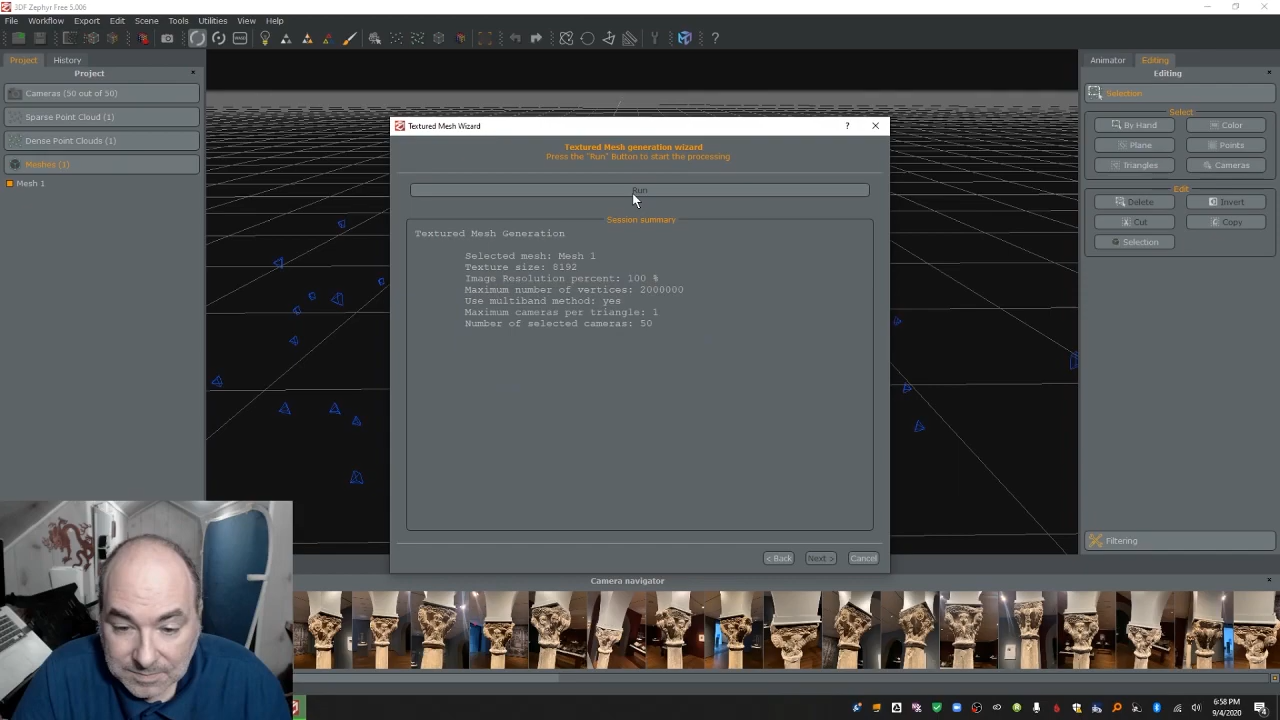 3DF Zephyr Free 5.006
File Workflow Export Edit Scene Tools Utilities View Help
Project History
Project
Cameras (50 out of 50)
Sparse Point Cloud (1)
Dense Point Clouds (1)
Meshes (1)
Mesh 1
Textured Mesh Wizard
Textured Mesh generation wizard
Press the "Run" Button to start the processing
Run
Session summary
Textured Mesh Generation
Selected mesh: Mesh 1
Texture size: 8192
Image Resolution percent: 100 %
Maximum number of vertices: 2000000
Use multiband method: yes
Maximum cameras per triangle: 1
Number of selected cameras: 50
< Back Next > Cancel
Animator Editing
Editing
Selection
Select
By Hand Color
Plane Points
Triangles Cameras
Edit
Delete Invert
Cut Copy
Selection
Filtering
Camera navigator
6:58 PM
9/4/2020